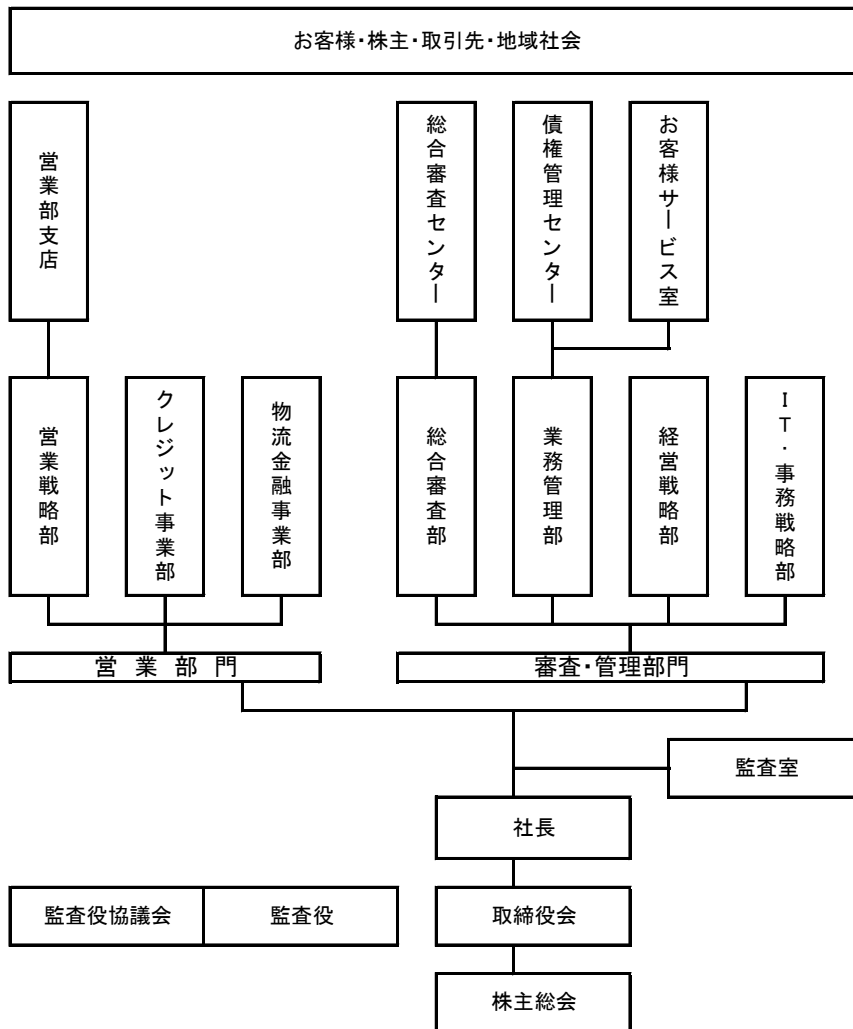 お客様・株主・取引先・地域社会
営業部支店
総合審査センター
債権管理センター
お客様サービス室
営業戦略部
クレジット事業部
物流金融事業部
総合審査部
業務管理部
経営戦略部
IT・事務戦略部
営業部門
審査・管理部門
監査室
社長
監査役協議会
監査役
取締役会
株主総会